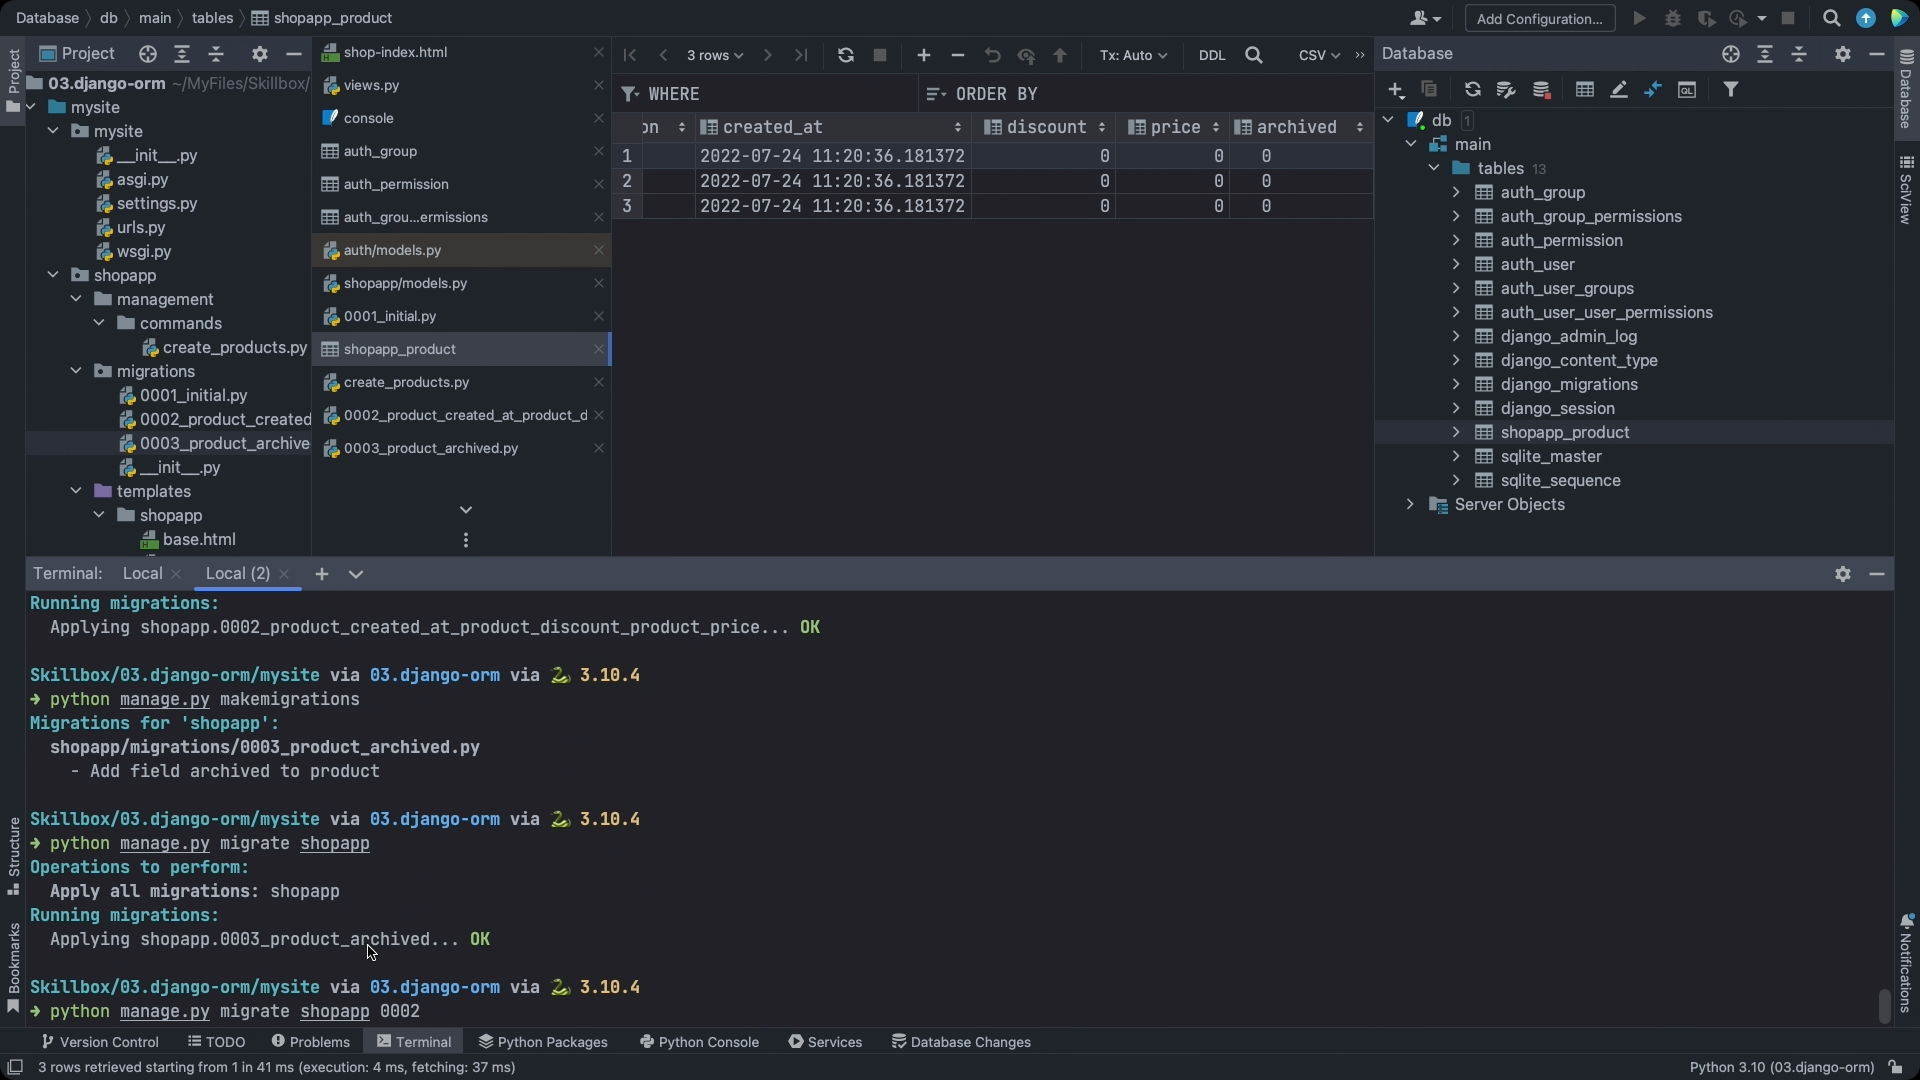 Database
db
main
tables
shopapp_product
Add Configuration...
Project
Project
03.django-orm ~/MyFiles/Skillbox/
mysite
mysite
__init__.py
asgi.py
settings.py
urls.py
wsgi.py
shopapp
management
commands
create_products.py
migrations
0001_initial.py
0002_product_created
0003_product_archive
__init__.py
templates
shopapp
base.html
shop-index.html
views.py
console
auth_group
auth_permission
auth_grou...ermissions
auth/models.py
shopapp/models.py
0001_initial.py
shopapp_product
create_products.py
0002_product_created_at_product_d
0003_product_archived.py
3 rows
Tx: Auto
DDL
CSV
WHERE
ORDER BY
on created_at discount price archived
1 2022-07-24 11:20:36.181372 0 0 0
2 2022-07-24 11:20:36.181372 0 0 0
3 2022-07-24 11:20:36.181372 0 0 0
Database
QL
db 1
main
tables 13
auth_group
auth_group_permissions
auth_permission
auth_user
auth_user_groups
auth_user_user_permissions
django_admin_log
django_content_type
django_migrations
django_session
shopapp_product
sqlite_master
sqlite_sequence
Server Objects
Database
SciView
Notifications
Structure
Bookmarks
Terminal: Local Local (2)
Running migrations:
Applying shopapp.0002_product_created_at_product_discount_product_price... OK
Skillbox/03.django-orm/mysite via 03.django-orm via 🐍 3.10.4
➜ python manage.py makemigrations
Migrations for 'shopapp':
shopapp/migrations/0003_product_archived.py
- Add field archived to product
Skillbox/03.django-orm/mysite via 03.django-orm via 🐍 3.10.4
➜ python manage.py migrate shopapp
Operations to perform:
Apply all migrations: shopapp
Running migrations:
Applying shopapp.0003_product_archived... OK
Skillbox/03.django-orm/mysite via 03.django-orm via 🐍 3.10.4
➜ python manage.py migrate shopapp 0002
Version Control
TODO
Problems
Terminal
Python Packages
Python Console
Services
Database Changes
3 rows retrieved starting from 1 in 41 ms (execution: 4 ms, fetching: 37 ms)
Python 3.10 (03.django-orm)